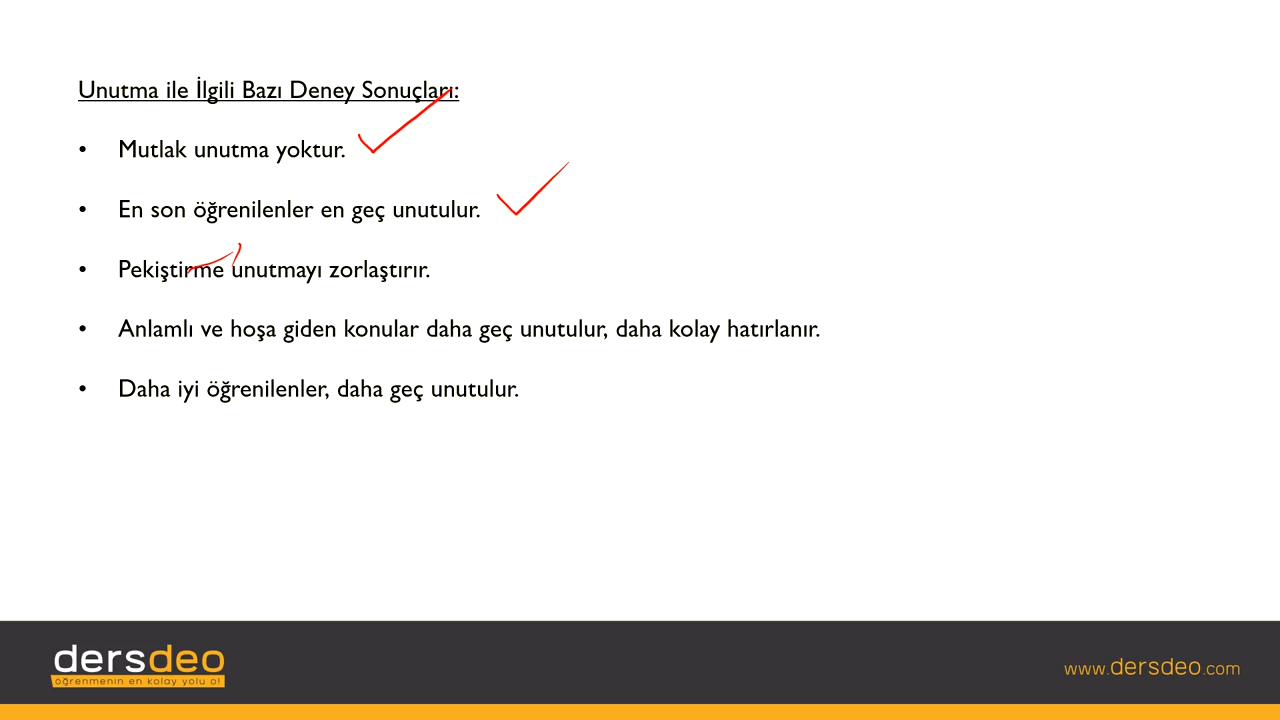 Unutma ile İlgili Bazı Deney Sonuçları:
• Mutlak unutma yoktur.
• En son öğrenilenler en geç unutulur.
• Pekiştirme unutmayı zorlaştırır.
• Anlamlı ve hoşa giden konular daha geç unutulur, daha kolay hatırlanır.
• Daha iyi öğrenilenler, daha geç unutulur.
dersdeo
öğrenmenin en kolay yolu o!
www.dersdeo.com